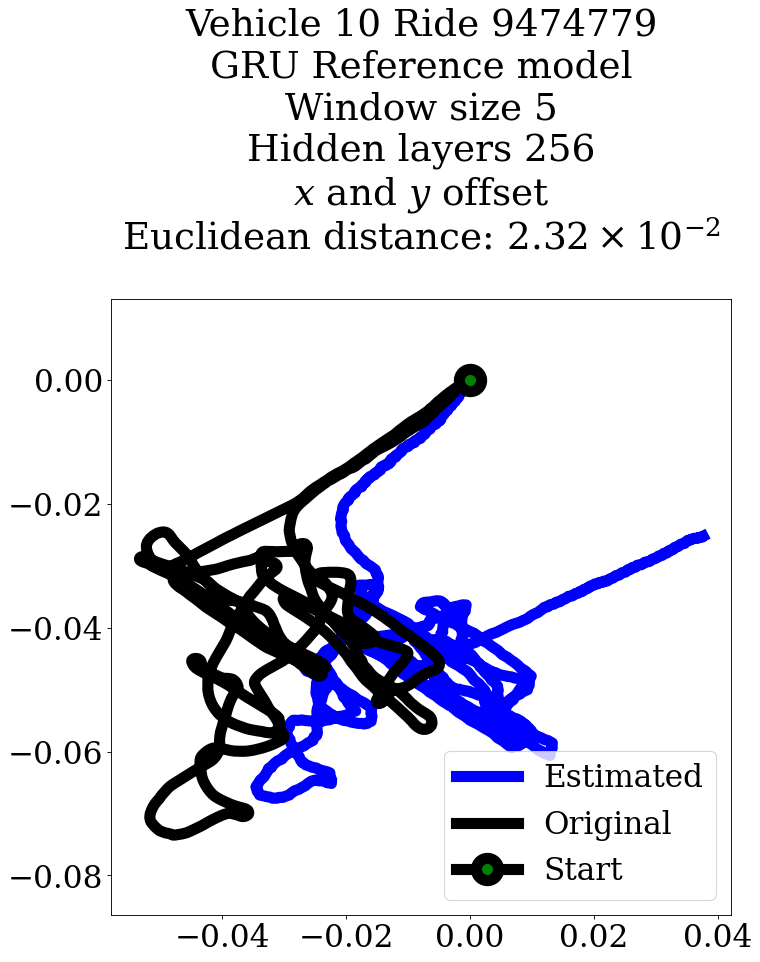 Vehicle 10 Ride 9474779
GRU Reference model
Window size 5
Hidden layers 256
x and y offset
Euclidean distance: 2.32 × 10⁻²
0.00
−0.02
−0.04
−0.06
−0.08
−0.04
−0.02
0.00
0.02
0.04
Estimated
Original
Start